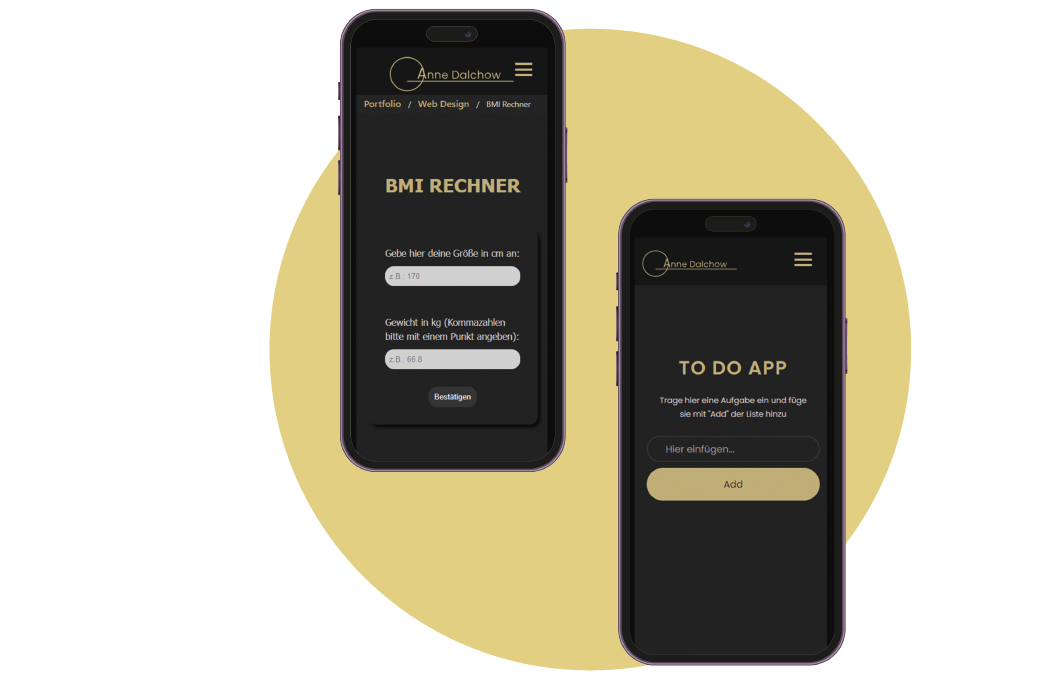 Anne Dalchow
Portfolio / Web Design / BMI Rechner
BMI RECHNER
Gebe hier deine Größe in cm an:
z.B.: 170
Gewicht in kg (Kommazahlen
bitte mit einem Punkt angeben):
z.B.: 66.8
Bestätigen
Anne Dalchow
TO DO APP
Trage hier eine Aufgabe ein und füge
sie mit "Add" der Liste hinzu
Hier einfügen...
Add